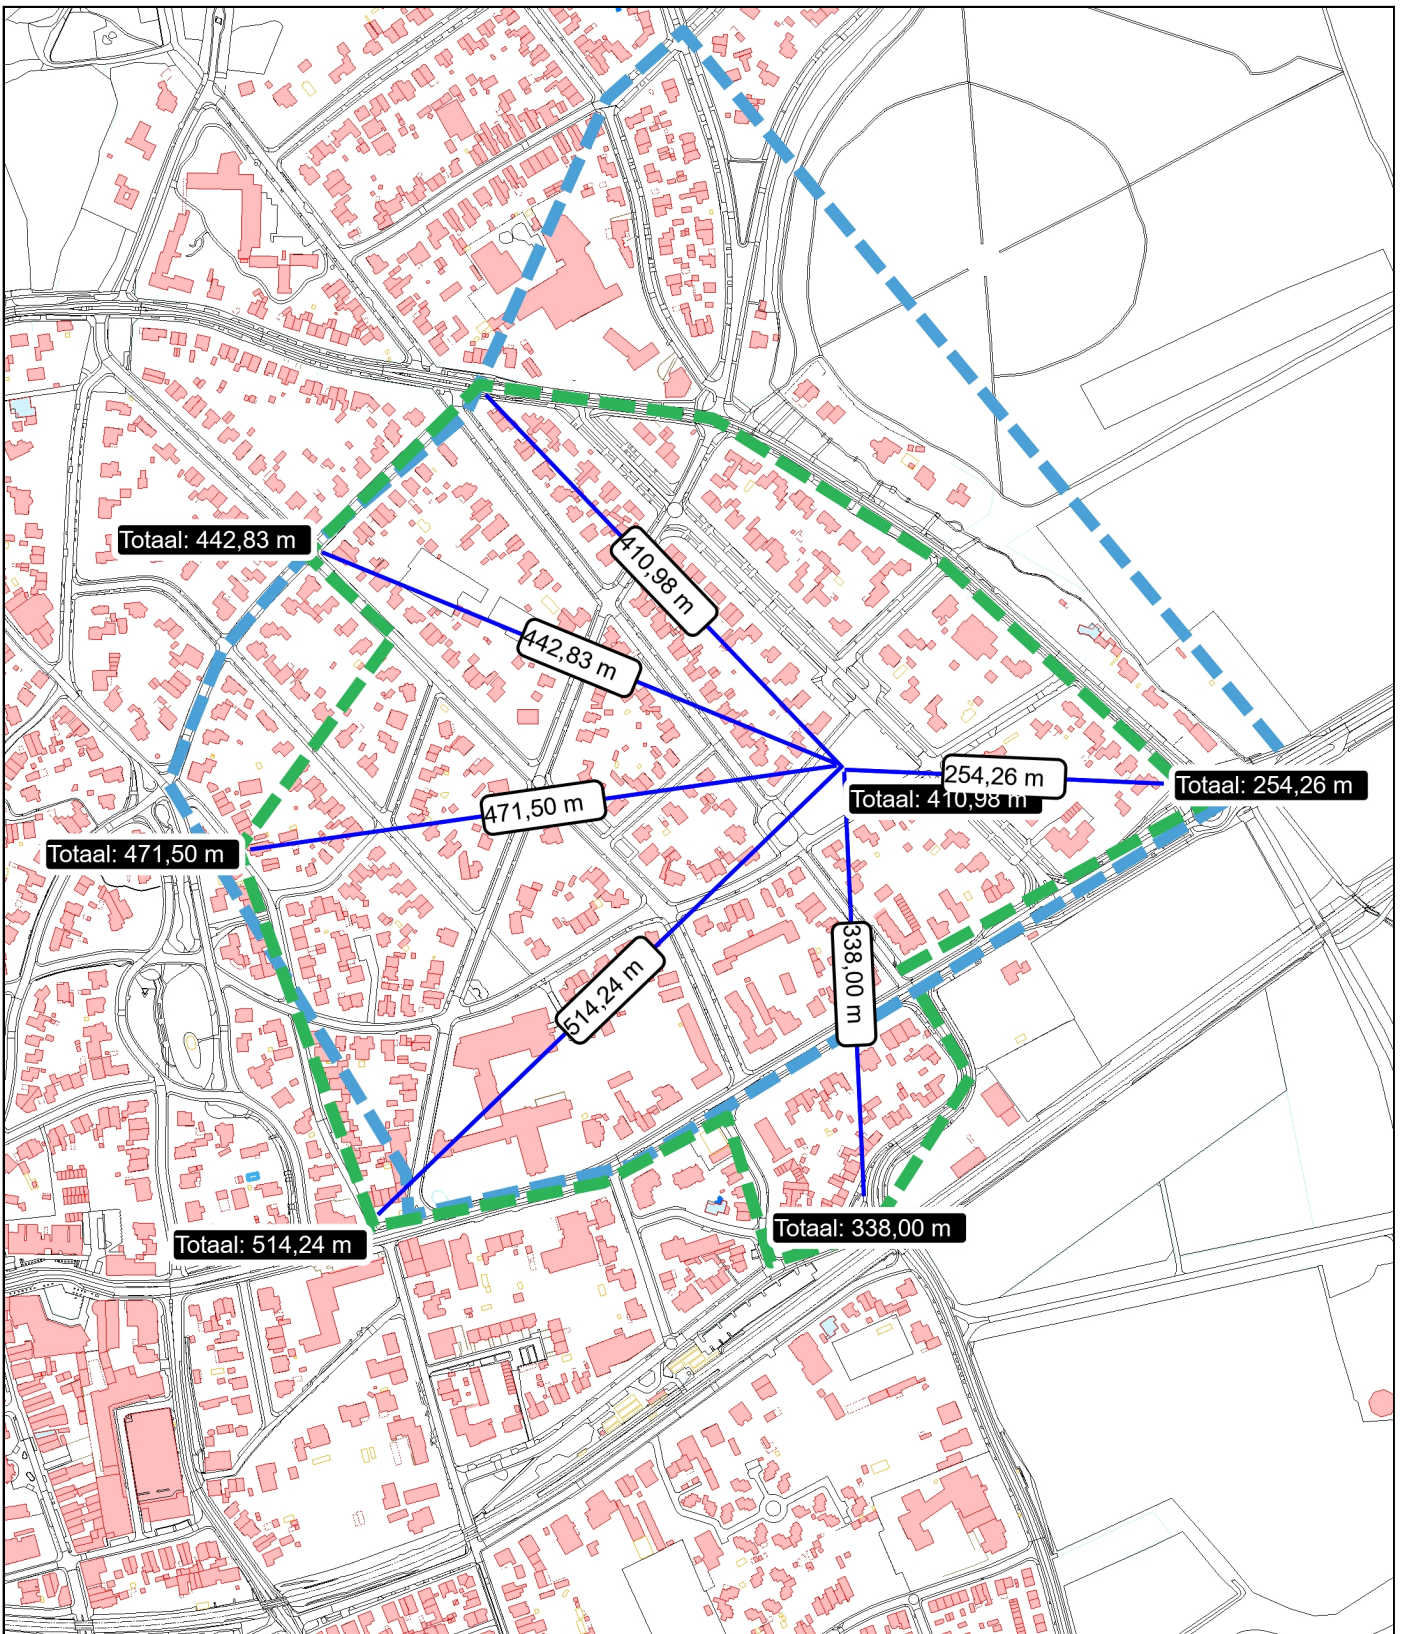 Totaal: 442,83 m
410,98 m
442,83 m
254,26 m
Totaal: 254,26 m
Totaal: 410,98 m
471,50 m
Totaal: 471,50 m
338,00 m
514,24 m
Totaal: 338,00 m
Totaal: 514,24 m